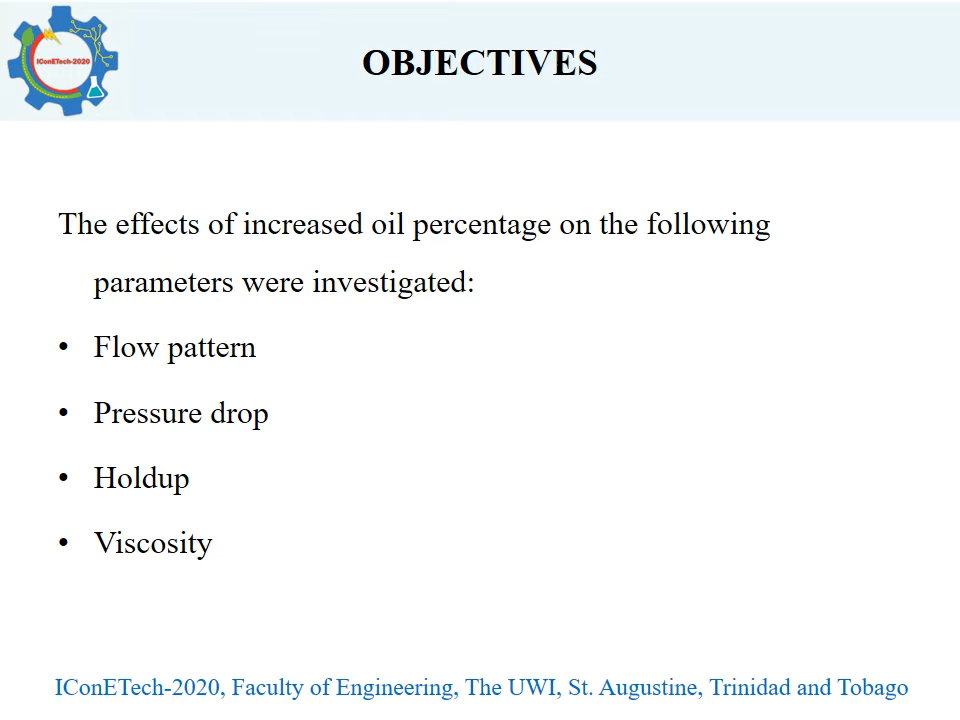 IConETech-2020
OBJECTIVES
The effects of increased oil percentage on the following
parameters were investigated:
• Flow pattern
• Pressure drop
• Holdup
• Viscosity
IConETech-2020, Faculty of Engineering, The UWI, St. Augustine, Trinidad and Tobago